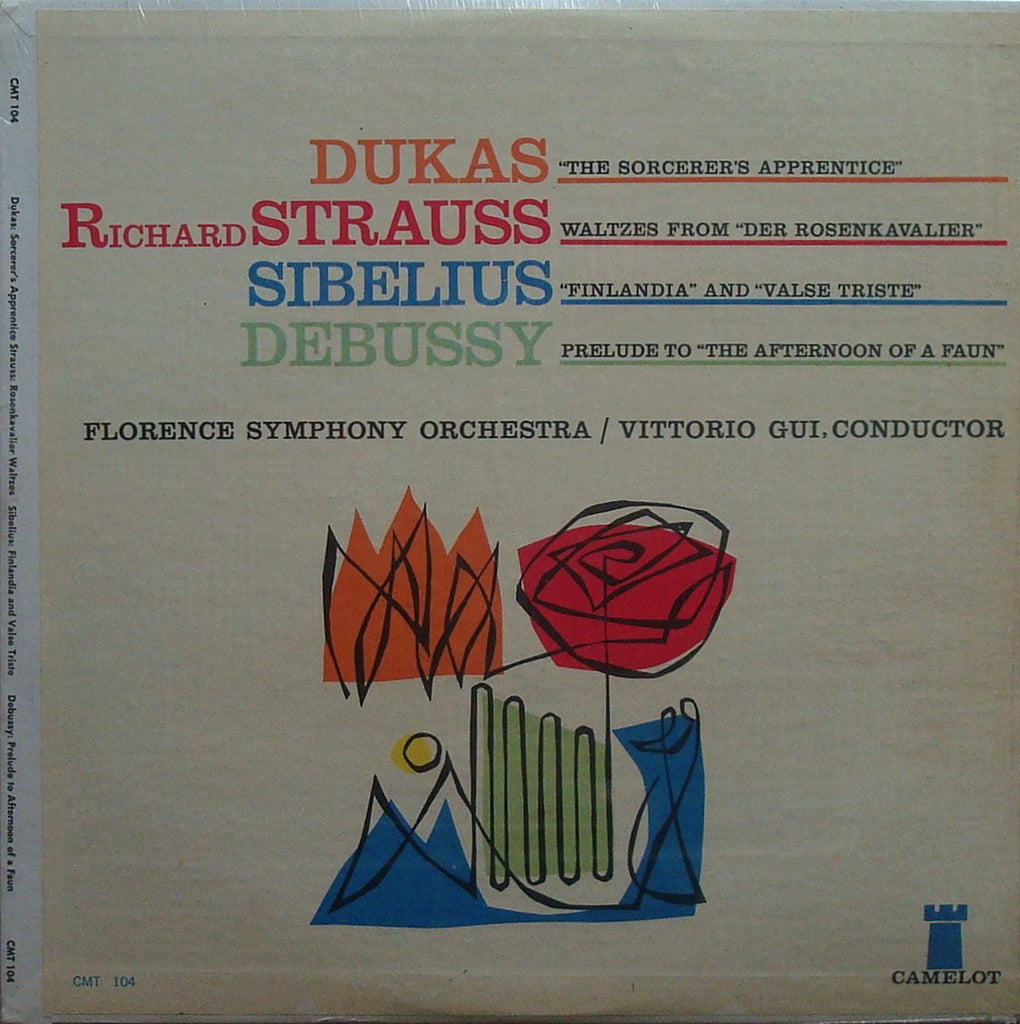 DUKAS "THE SORCERER'S APPRENTICE"
RICHARD STRAUSS WALTZES FROM "DER ROSENKAVALIER"
SIBELIUS "FINLANDIA" AND "VALSE TRISTE"
DEBUSSY PRELUDE TO "THE AFTERNOON OF A FAUN"
FLORENCE SYMPHONY ORCHESTRA / VITTORIO GUI, CONDUCTOR
CMT 104
CAMELOT
CMT 104 Dukas: Sorcerer's Apprentice Strauss: Rosenkavalier Waltzes Sibelius: Finlandia and Valse Triste Debussy: Prelude to Afternoon of a Faun CMT 104